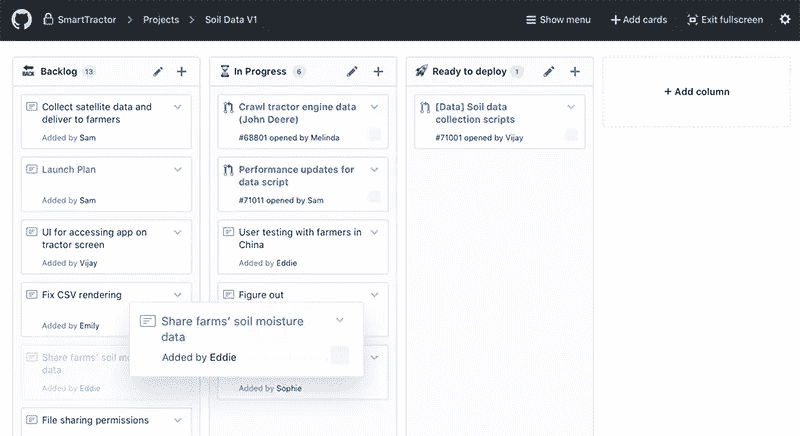 SmartTractor > Projects > Soil Data V1
Show menu
Add cards
Exit fullscreen
BACK Backlog 13
Collect satellite data and
deliver to farmers
Added by Sam
Launch Plan
Added by Sam
UI for accessing app on
tractor screen
Added by Vijay
Fix CSV rendering
Added by Emily
Share farms' soil mo
data
Added by Eddie
File sharing permissions
In Progress 6
Crawl tractor engine data
(John Deere)
#68801 opened by Melinda
Performance updates for
data script
#71011 opened by Sam
User testing with farmers in
China
Added by Eddie
Figure out
Added by Sophie
Share farms' soil moisture
data
Added by Eddie
Ready to deploy 1
[Data] Soil data
collection scripts
#71001 opened by Vijay
+ Add column